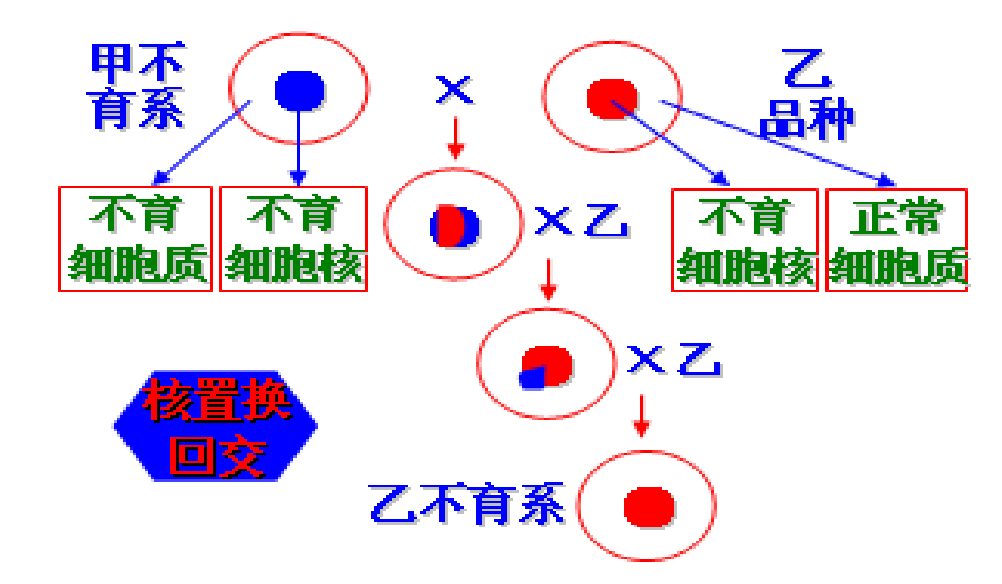 甲不
育系
×
乙
品种
不育
细胞质
不育
细胞核
×乙
不育
细胞核
正常
细胞质
×乙
核置换
回交
乙不育系